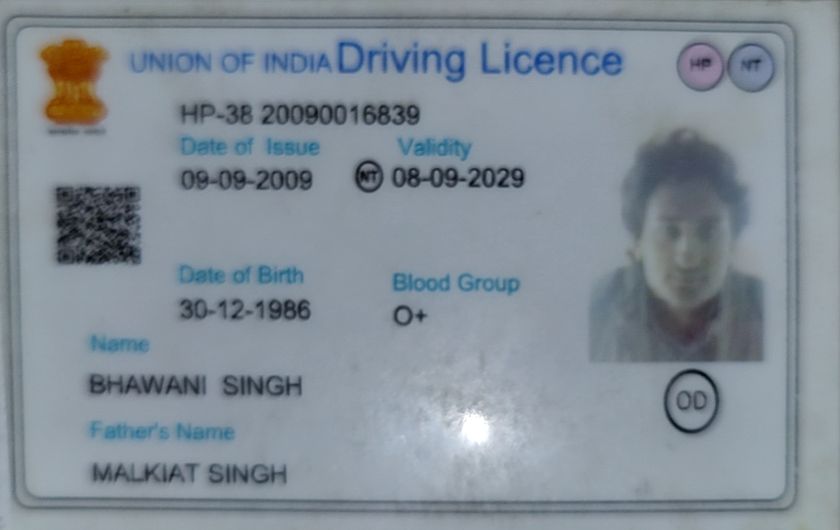 UNION OF INDIA Driving Licence
HP NT
HP-38 20090016839
Date of Issue Validity
09-09-2009 NT 08-09-2029
Date of Birth Blood Group
30-12-1986 O+
Name
BHAWANI SINGH
OD
Father's Name
MALKIAT SINGH